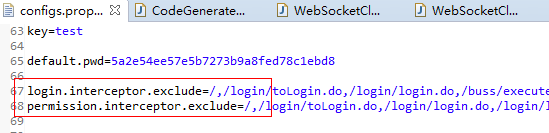 configs.prop...
CodeGenerate...
WebSocketCl...
WebSocketCl...
63 key=test
64
65 default.pwd=5a2e54ee57e5b7273b9a8fed78c1ebd8
66
67 login.interceptor.exclude=/,/login/toLogin.do,/login/login.do,/buss/execute
68 permission.interceptor.exclude=/,/login/toLogin.do,/login/login.do,/login/l
69